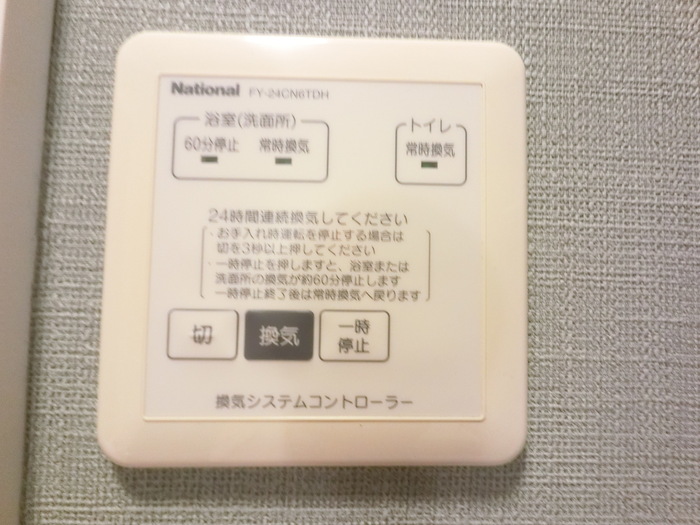 National FY-24CN6TDH
浴室(洗面所)
60分停止 常時換気
トイレ
常時換気
24時間連続換気してください
・お手入れ時運転を停止する場合は
切を3秒以上押してください
・一時停止を押しますと、浴室または
洗面所の換気が約60分停止します
一時停止終了後は常時換気へ戻ります
切 換気 一時
停止
換気システムコントローラー